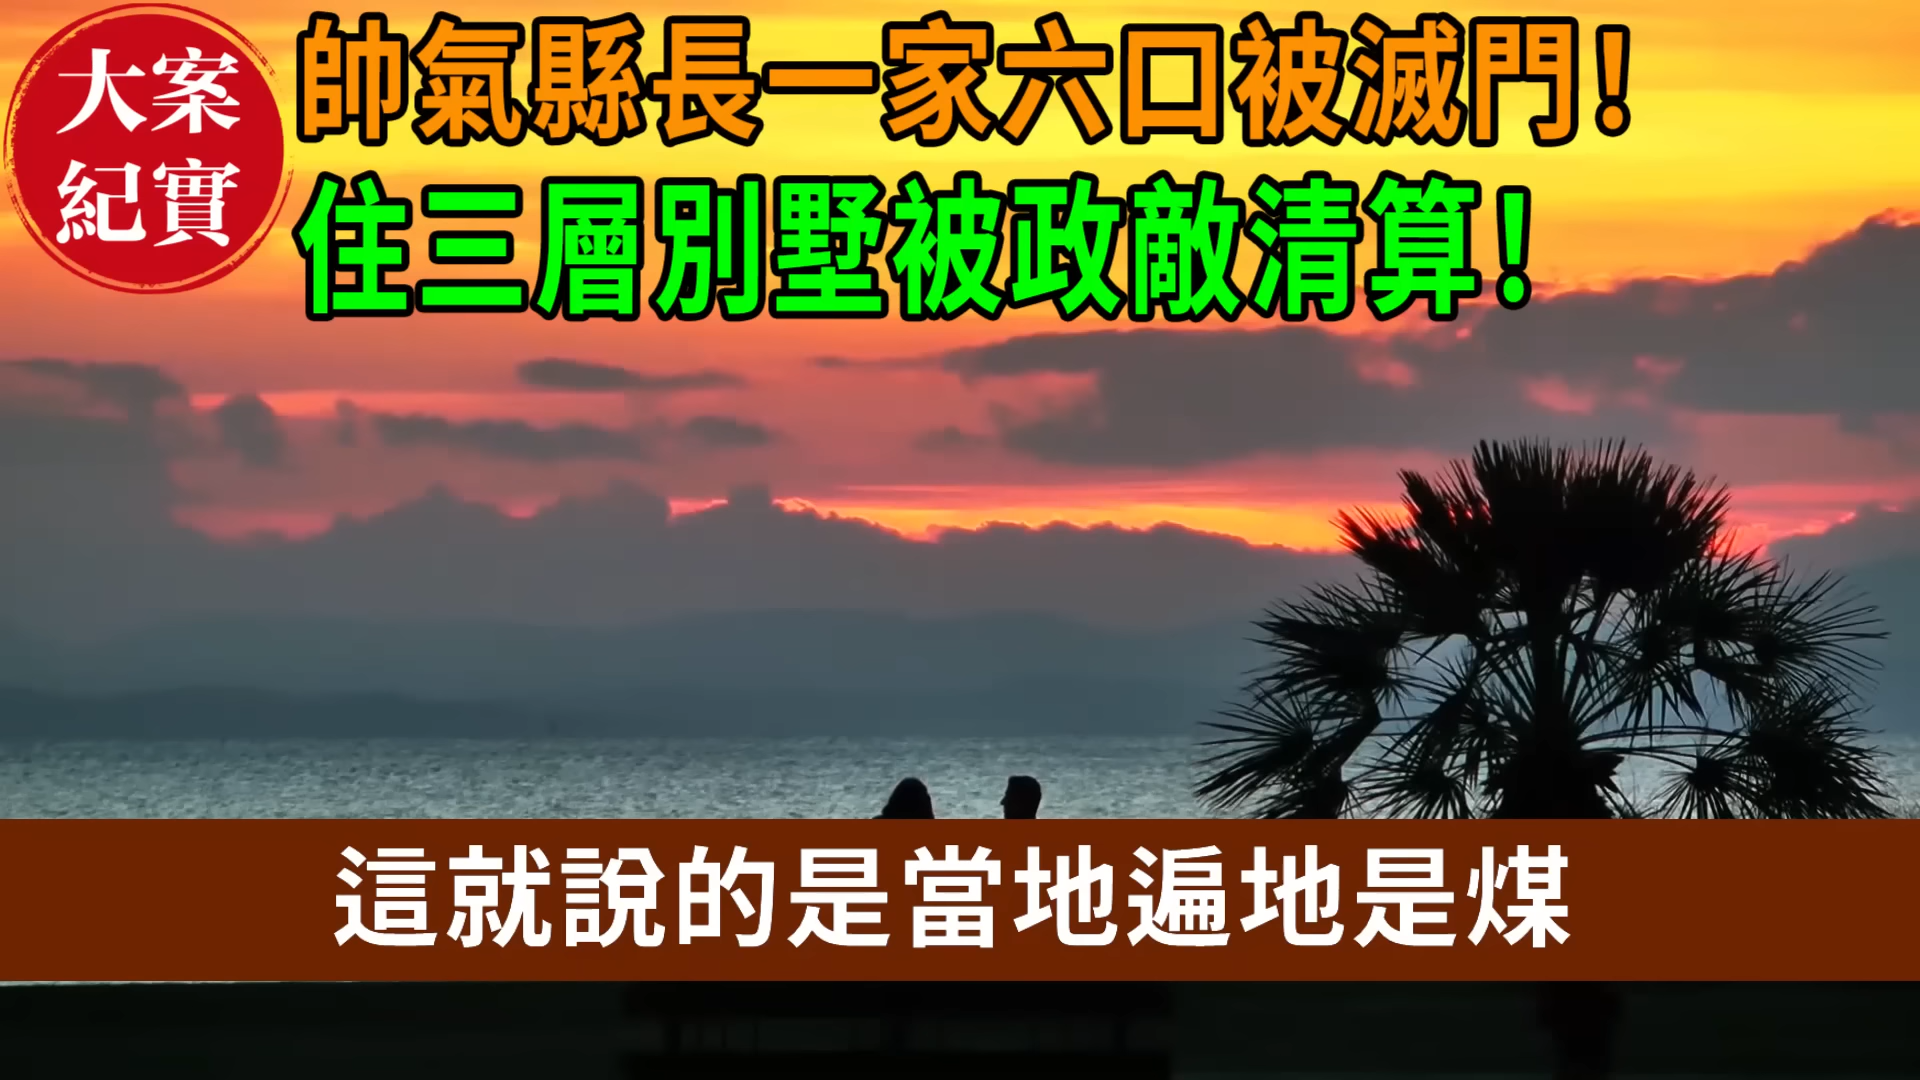 大案
紀實
帥氣縣長一家六口被滅門!
住三層別墅被政敵清算!
這就說的是當地遍地是煤